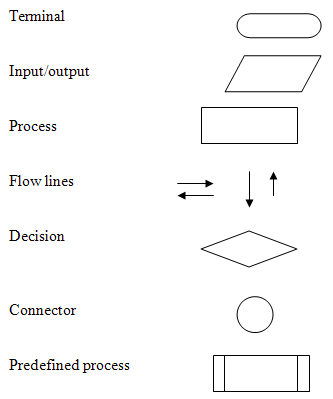 Terminal
Input/output
Process
Flow lines
Decision
Connector
Predefined process